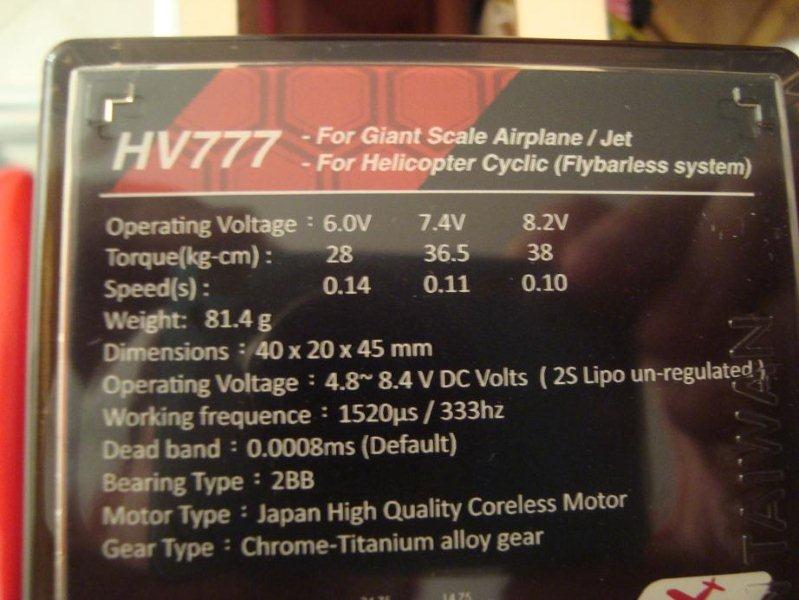 HV777 - For Giant Scale Airplane / Jet
- For Helicopter Cyclic (Flybarless system)
Operating Voltage : 6.0V 7.4V 8.2V
Torque(kg-cm) : 28 36.5 38
Speed(s) : 0.14 0.11 0.10
Weight: 81.4 g
Dimensions : 40 x 20 x 45 mm
Operating Voltage : 4.8~ 8.4 V DC Volts ( 2S Lipo un-regulated )
Working frequence : 1520µs / 333hz
Dead band : 0.0008ms (Default)
Bearing Type : 2BB
Motor Type : Japan High Quality Coreless Motor
Gear Type : Chrome-Titanium alloy gear
TAIWAN